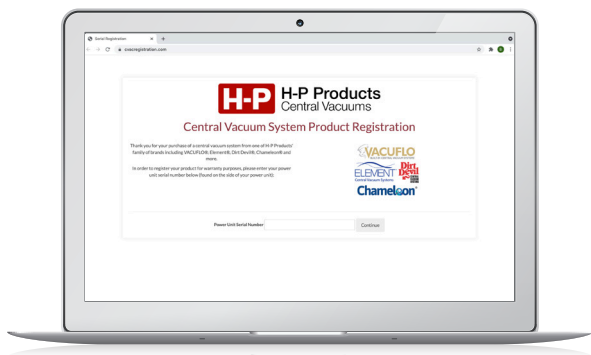 Serial Registration
cvacregistration.com
H-P H-P Products
Central Vacuums
Central Vacuum System Product Registration
Thank you for your purchase of a central vacuum system from one of H-P Products'
family of brands including VACUFLO®, Element®, Dirt Devil®, Chameleon® and
more.
In order to register your product for warranty purposes, please enter your power
unit serial number below (found on the side of your power unit).
VACUFLO
ELEMENT
Central Vacuum Systems
Dirt
Devil
Chameleon®
Power Unit Serial Number
Continue